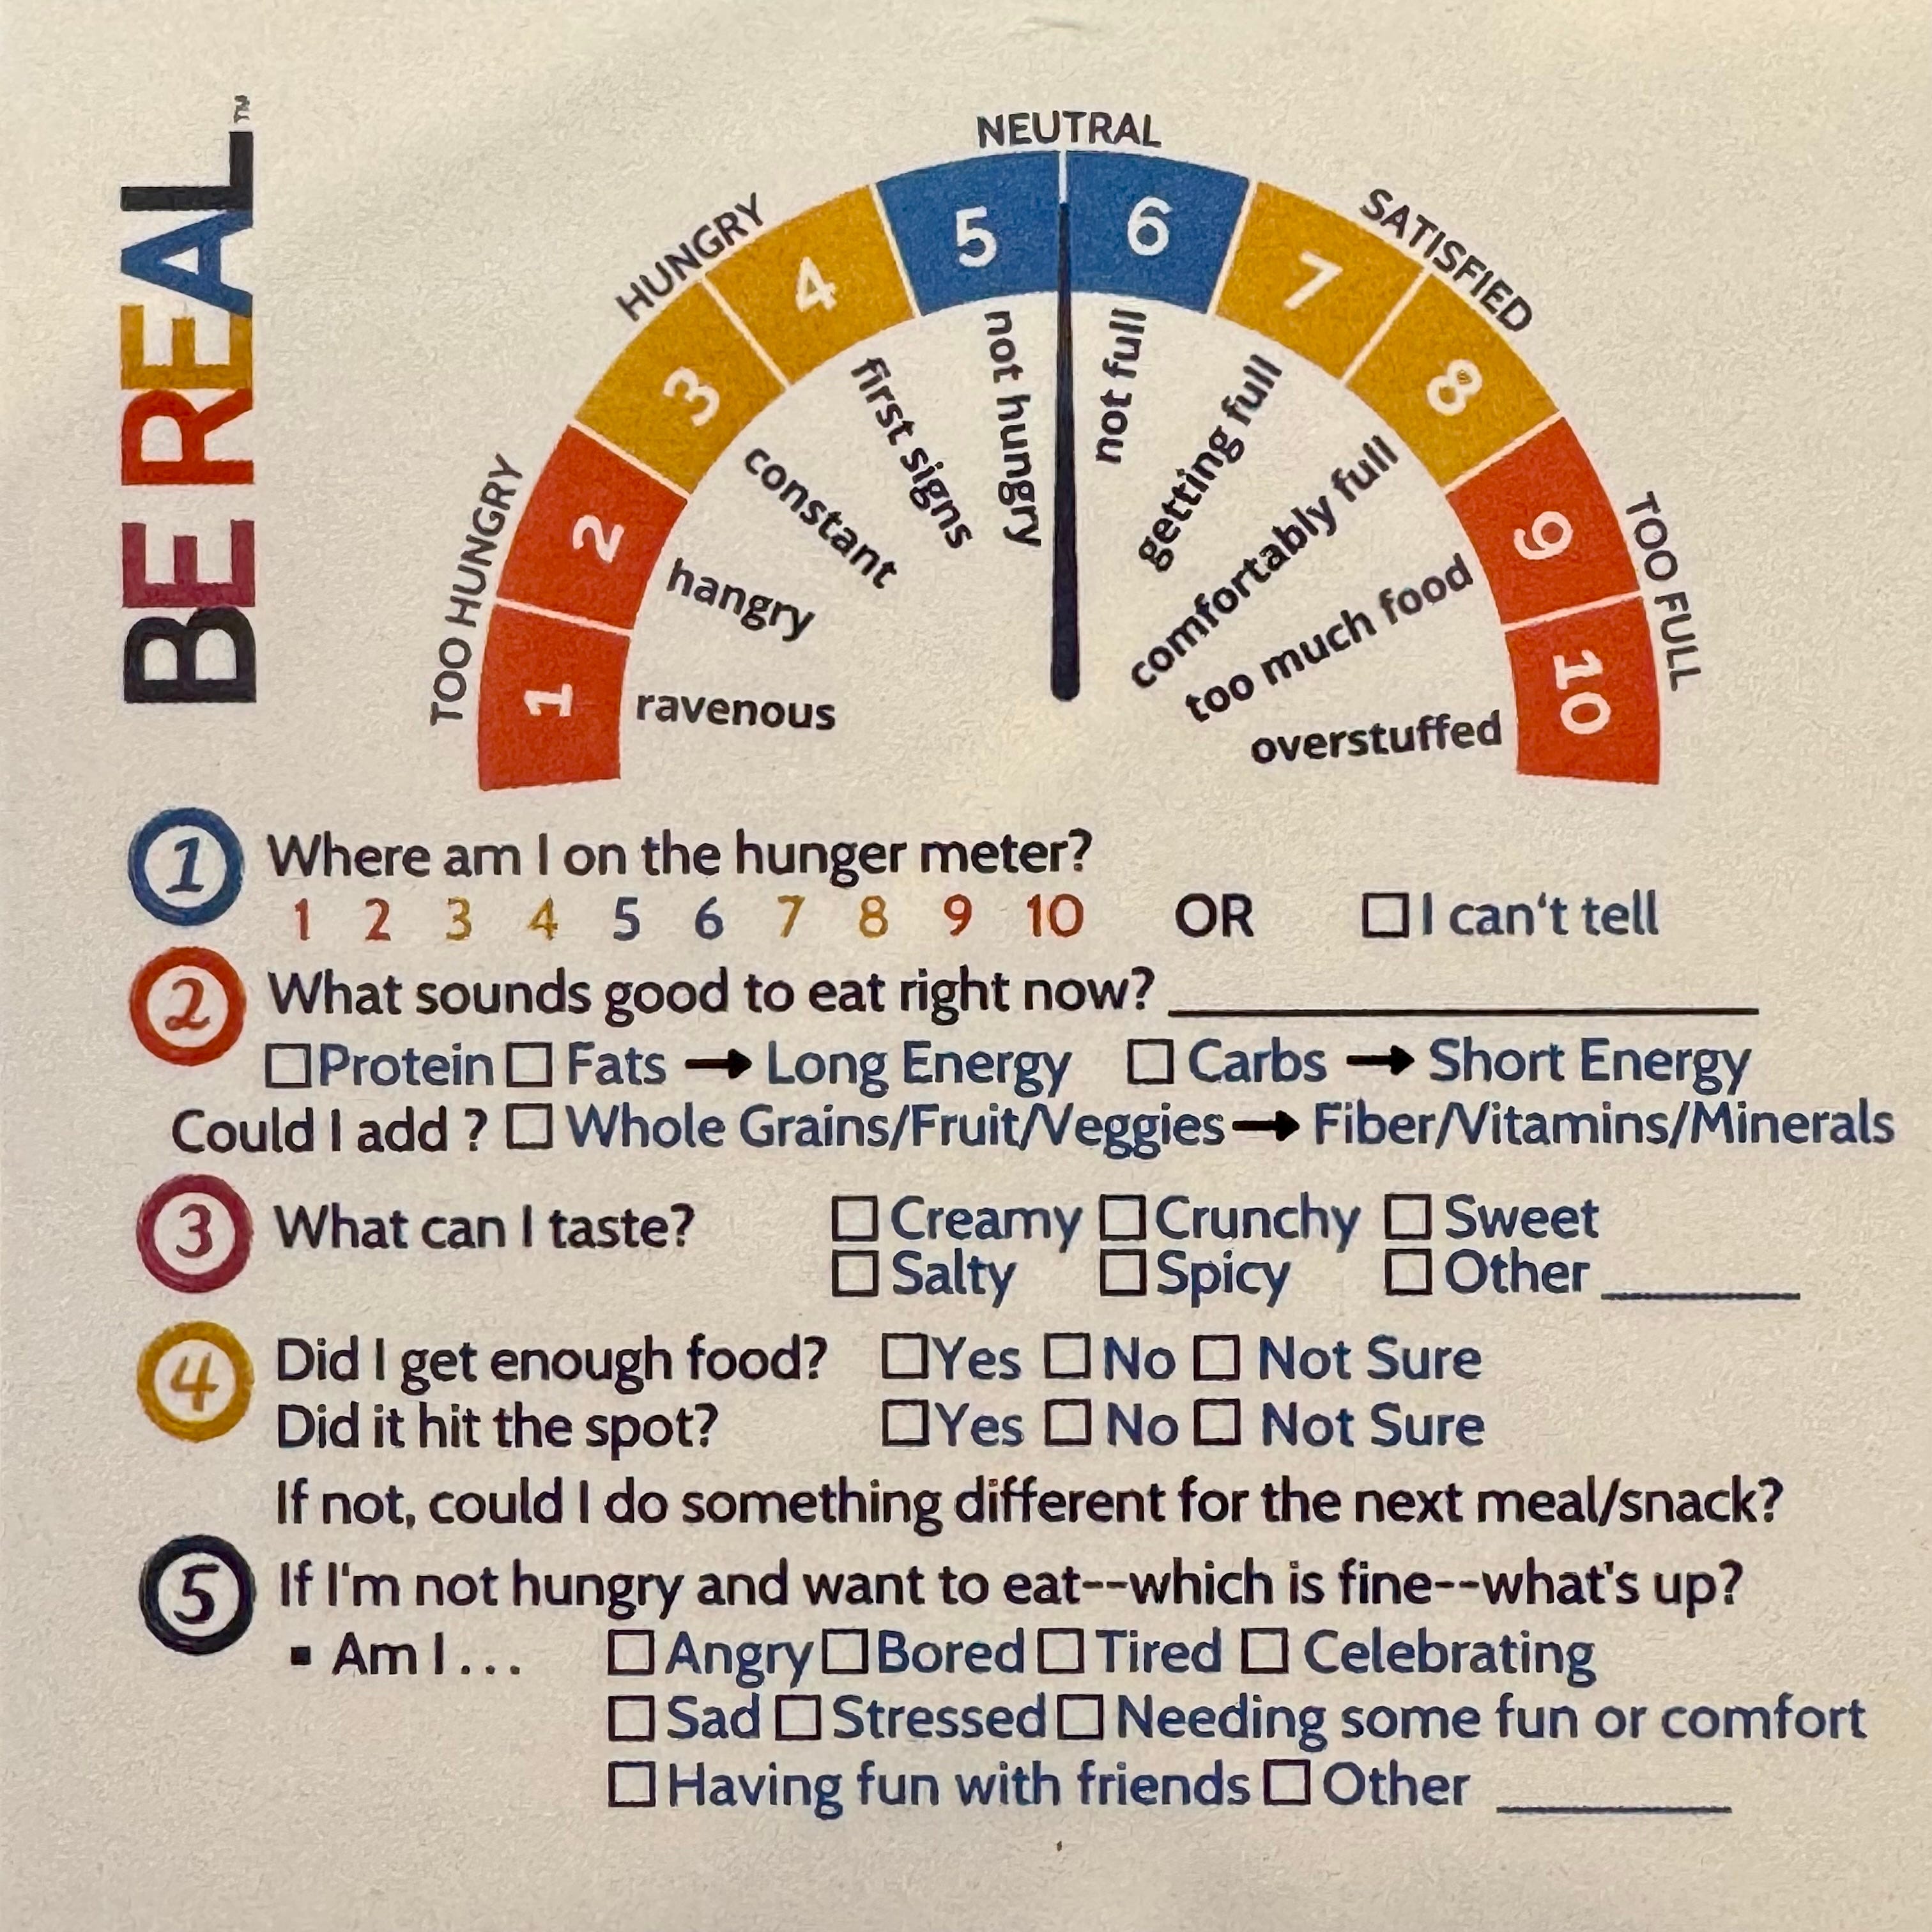 BE REAL™
NEUTRAL
HUNGRY
SATISFIED
TOO HUNGRY
TOO FULL
1 2 3 4 5 6 7 8 9 10
ravenous
hangry
constant
first signs
not hungry
not full
getting full
comfortably full
too much food
overstuffed
1 Where am I on the hunger meter?
1 2 3 4 5 6 7 8 9 10 OR □ I can't tell
2 What sounds good to eat right now? ______
□ Protein □ Fats → Long Energy □ Carbs → Short Energy
Could I add ? □ Whole Grains/Fruit/Veggies → Fiber/Vitamins/Minerals
3 What can I taste? □ Creamy □ Crunchy □ Sweet
□ Salty □ Spicy □ Other ______
4 Did I get enough food? □ Yes □ No □ Not Sure
Did it hit the spot? □ Yes □ No □ Not Sure
If not, could I do something different for the next meal/snack?
5 If I'm not hungry and want to eat--which is fine--what's up?
▪ Am I... □ Angry □ Bored □ Tired □ Celebrating
□ Sad □ Stressed □ Needing some fun or comfort
□ Having fun with friends □ Other ______